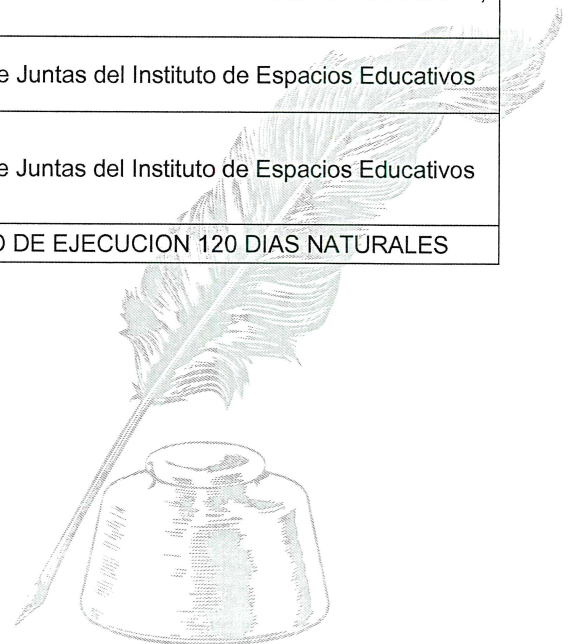 e Juntas del Instituto de Espacios Educativos
e Juntas del Instituto de Espacios Educativos
O DE EJECUCION 120 DIAS NATURALES